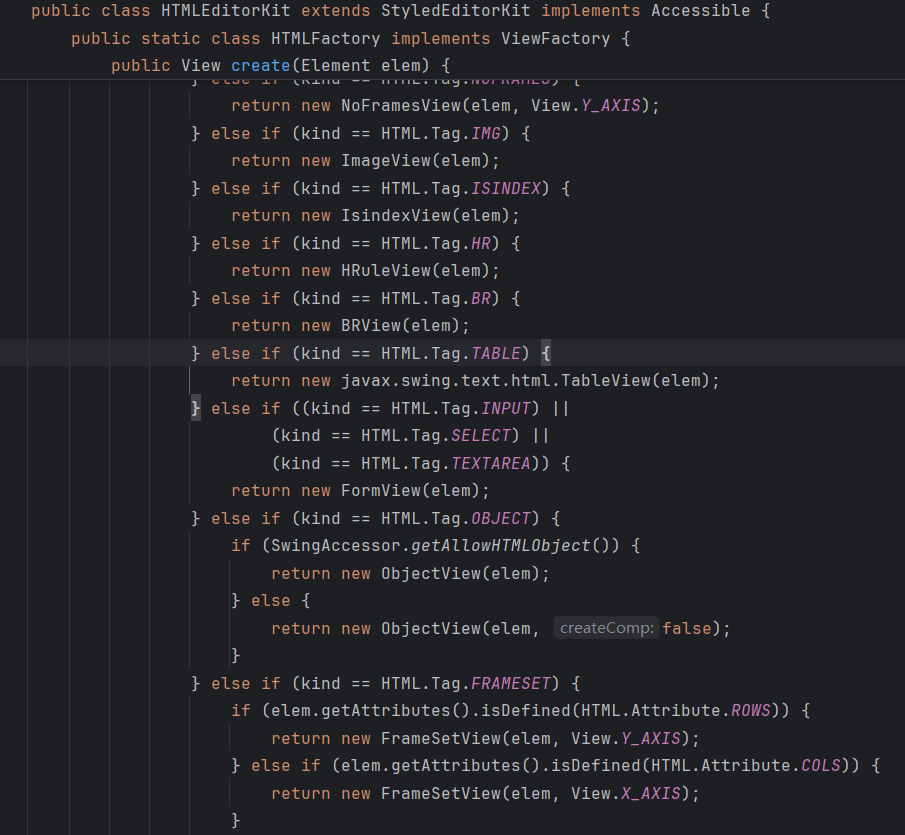 public class HTMLEditorKit extends StyledEditorKit implements Accessible {
public static class HTMLFactory implements ViewFactory {
public View create(Element elem) {
} else if (kind == HTML.Tag.NOFRAMES) {
return new NoFramesView(elem, View.Y_AXIS);
} else if (kind == HTML.Tag.IMG) {
return new ImageView(elem);
} else if (kind == HTML.Tag.ISINDEX) {
return new IsindexView(elem);
} else if (kind == HTML.Tag.HR) {
return new HRuleView(elem);
} else if (kind == HTML.Tag.BR) {
return new BRView(elem);
} else if (kind == HTML.Tag.TABLE) {
return new javax.swing.text.html.TableView(elem);
} else if ((kind == HTML.Tag.INPUT) ||
(kind == HTML.Tag.SELECT) ||
(kind == HTML.Tag.TEXTAREA)) {
return new FormView(elem);
} else if (kind == HTML.Tag.OBJECT) {
if (SwingAccessor.getAllowHTMLObject()) {
return new ObjectView(elem);
} else {
return new ObjectView(elem, createComp: false);
}
} else if (kind == HTML.Tag.FRAMESET) {
if (elem.getAttributes().isDefined(HTML.Attribute.ROWS)) {
return new FrameSetView(elem, View.Y_AXIS);
} else if (elem.getAttributes().isDefined(HTML.Attribute.COLS)) {
return new FrameSetView(elem, View.X_AXIS);
}